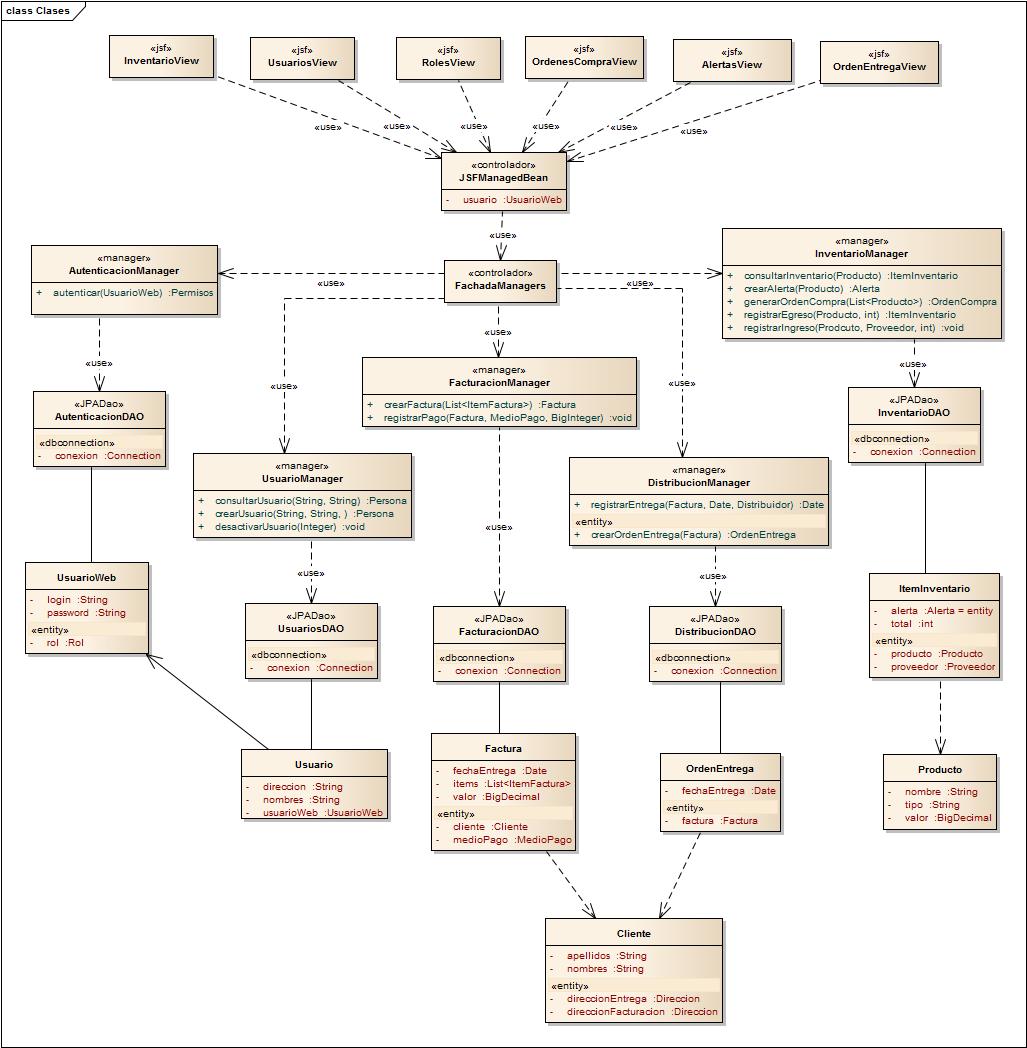 class Clases
«jsf»
InventarioView
«jsf»
UsuariosView
«jsf»
RolesView
«jsf»
OrdenesCompraView
«jsf»
AlertasView
«jsf»
OrdenEntregaView
«use»
«use»
«use»
«use»
«use»
«use»
«controlador»
JSFManagedBean
- usuario :UsuarioWeb
«use»
«manager»
AutenticacionManager
+ autenticar(UsuarioWeb) :Permisos
«controlador»
FachadaManagers
«manager»
InventarioManager
+ consultarInventario(Producto) :ItemInventario
+ crearAlerta(Producto) :Alerta
+ generarOrdenCompra(List<Producto>) :OrdenCompra
+ registrarEgreso(Producto, int) :ItemInventario
+ registrarIngreso(Prodcuto, Proveedor, int) :void
«use»
«use»
«use»
«use»
«use»
«use»
«use»
«manager»
FacturacionManager
+ crearFactura(List<ItemFactura>) :Factura
+ registrarPago(Factura, MedioPago, BigInteger) :void
«JPADao»
AutenticacionDAO
«dbconnection»
- conexion :Connection
«JPADao»
InventarioDAO
«dbconnection»
- conexion :Connection
«manager»
UsuarioManager
+ consultarUsuario(String, String) :Persona
+ crearUsuario(String, String, ) :Persona
+ desactivarUsuario(Integer) :void
«manager»
DistribucionManager
+ registrarEntrega(Factura, Date, Distribuidor) :Date
«entity»
+ crearOrdenEntrega(Factura) :OrdenEntrega
«use»
«use»
«use»
UsuarioWeb
- login :String
- password :String
«entity»
- rol :Rol
«JPADao»
UsuariosDAO
«dbconnection»
- conexion :Connection
«JPADao»
FacturacionDAO
«dbconnection»
- conexion :Connection
«JPADao»
DistribucionDAO
«dbconnection»
- conexion :Connection
ItemInventario
- alerta :Alerta = entity
- total :int
«entity»
- producto :Producto
- proveedor :Proveedor
Usuario
- direccion :String
- nombres :String
- usuarioWeb :UsuarioWeb
Factura
- fechaEntrega :Date
- items :List<ItemFactura>
- valor :BigDecimal
«entity»
- cliente :Cliente
- medioPago :MedioPago
OrdenEntrega
- fechaEntrega :Date
«entity»
- factura :Factura
Producto
- nombre :String
- tipo :String
- valor :BigDecimal
Cliente
- apellidos :String
- nombres :String
«entity»
- direccionEntrega :Direccion
- direccionFacturacion :Direccion